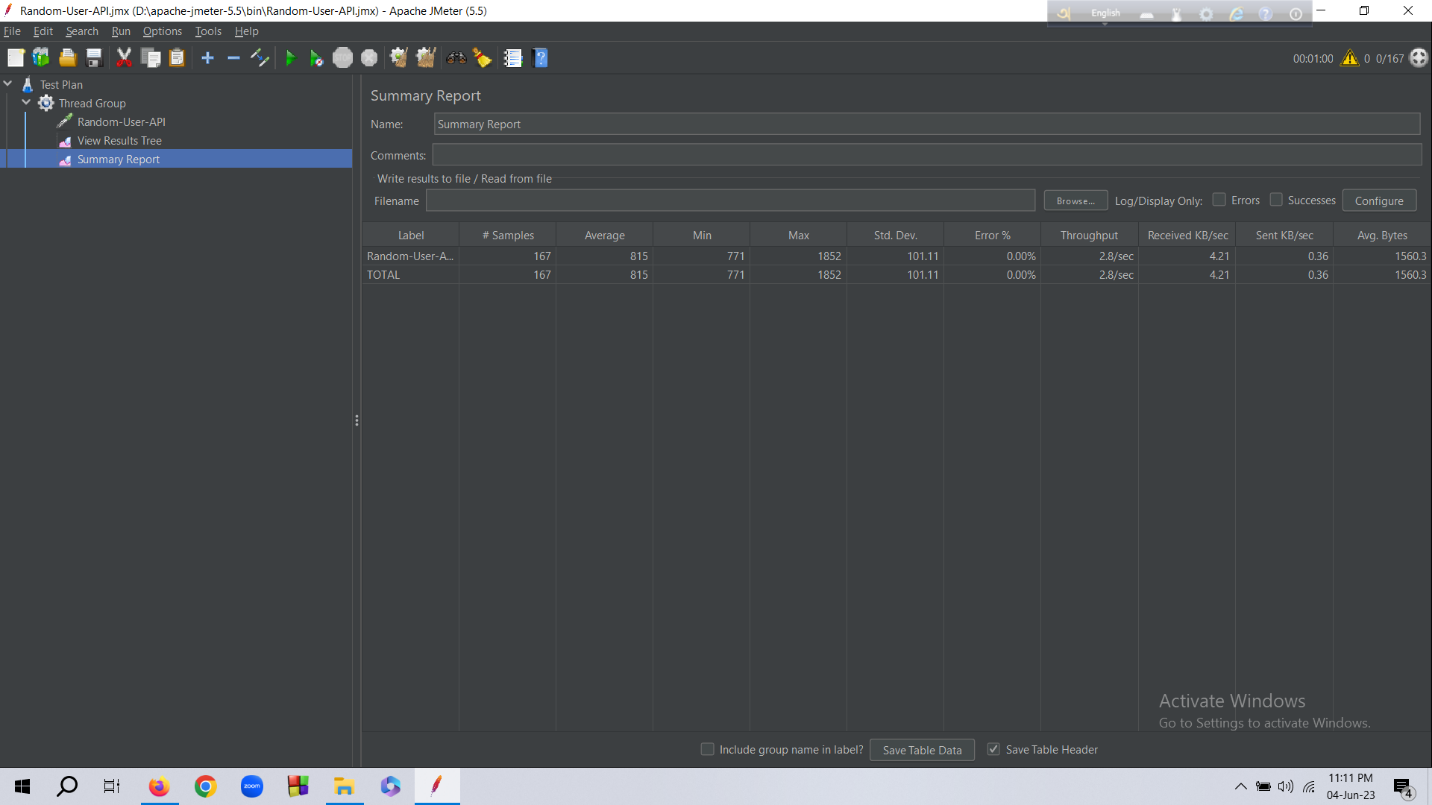 Random-User-API.jmx (D:\apache-jmeter-5.5\bin\Random-User-API.jmx) - Apache JMeter (5.5)
English
File Edit Search Run Options Tools Help
STOP
00:01:00 0 0/167
Test Plan
Thread Group
Random-User-API
View Results Tree
Summary Report
Summary Report
Name: Summary Report
Comments:
Write results to file / Read from file
Filename Browse... Log/Display Only: Errors Successes Configure
Label # Samples Average Min Max Std. Dev. Error % Throughput Received KB/sec Sent KB/sec Avg. Bytes
Random-User-A... 167 815 771 1852 101.11 0.00% 2.8/sec 4.21 0.36 1560.3
TOTAL 167 815 771 1852 101.11 0.00% 2.8/sec 4.21 0.36 1560.3
Activate Windows
Go to Settings to activate Windows.
Include group name in label? Save Table Data Save Table Header
zoom
11:11 PM
04-Jun-23
4